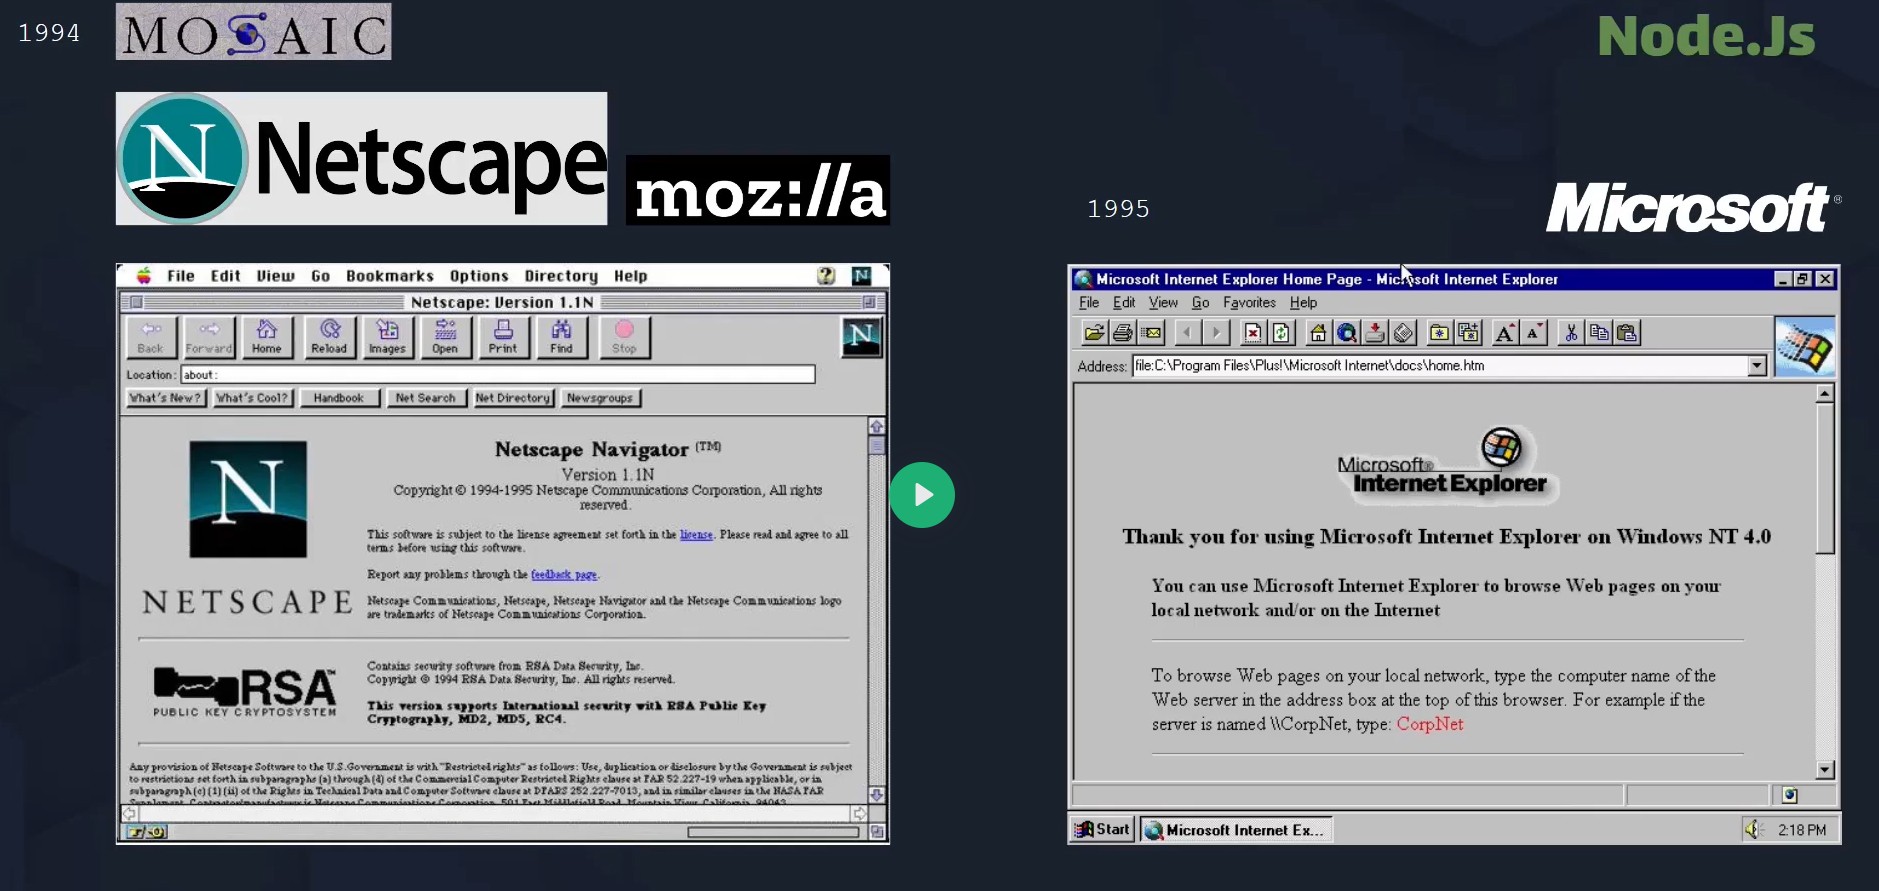 1994
MOSAIC
Node.Js
Netscape
moz://a
1995
Microsoft®
File Edit View Go Bookmarks Options Directory Help
Netscape: Version 1.1N
Back Forward Home Reload Images Open Print Find Stop
Location: about:
What's New? What's Cool? Handbook Net Search Net Directory Newsgroups
N
NETSCAPE
Netscape Navigator (TM)
Version 1.1N
Copyright © 1994-1995 Netscape Communications Corporation, All rights
reserved.
This software is subject to the license agreement set forth in the license. Please read and agree to all
terms before using this software.
Report any problems through the feedback page.
Netscape Communications, Netscape, Netscape Navigator and the Netscape Communications logo
are trademarks of Netscape Communications Corporation.
RSA™
PUBLIC KEY CRYPTOSYSTEM
Contains security software from RSA Data Security, Inc.
Copyright © 1994 RSA Data Security, Inc. All rights reserved.
This version supports International security with RSA Public Key
Cryptography, MD2, MD5, RC4.
Any provision of Netscape Software to the U.S.Government is with "Restricted rights" as follows: Use, duplication or disclosure by the Government is subject
to restrictions set forth in subparagraphs (a) through (d) of the Commercial Computer Restricted Rights clause at FAR 52.227-19 when applicable, or in
subparagraph (c) (1) (ii) of the Rights in Technical Data and Computer Software clause at DFARS 252.227-7013, and in similar clauses in the NASA FAR
Supplement. Contractor/manufacturer is Netscape Communications Corporation, 501 East Middlefield Road, Mountain View, California, 94043.
Microsoft Internet Explorer Home Page - Microsoft Internet Explorer
File Edit View Go Favorites Help
Address: file:C:\Program Files\Plus!\Microsoft Internet\docs\home.htm
Microsoft®
Internet Explorer
Thank you for using Microsoft Internet Explorer on Windows NT 4.0
You can use Microsoft Internet Explorer to browse Web pages on your
local network and/or on the Internet
To browse Web pages on your local network, type the computer name of the
Web server in the address box at the top of this browser. For example if the
server is named \\CorpNet, type: CorpNet
Start Microsoft Internet Ex... 2:18 PM